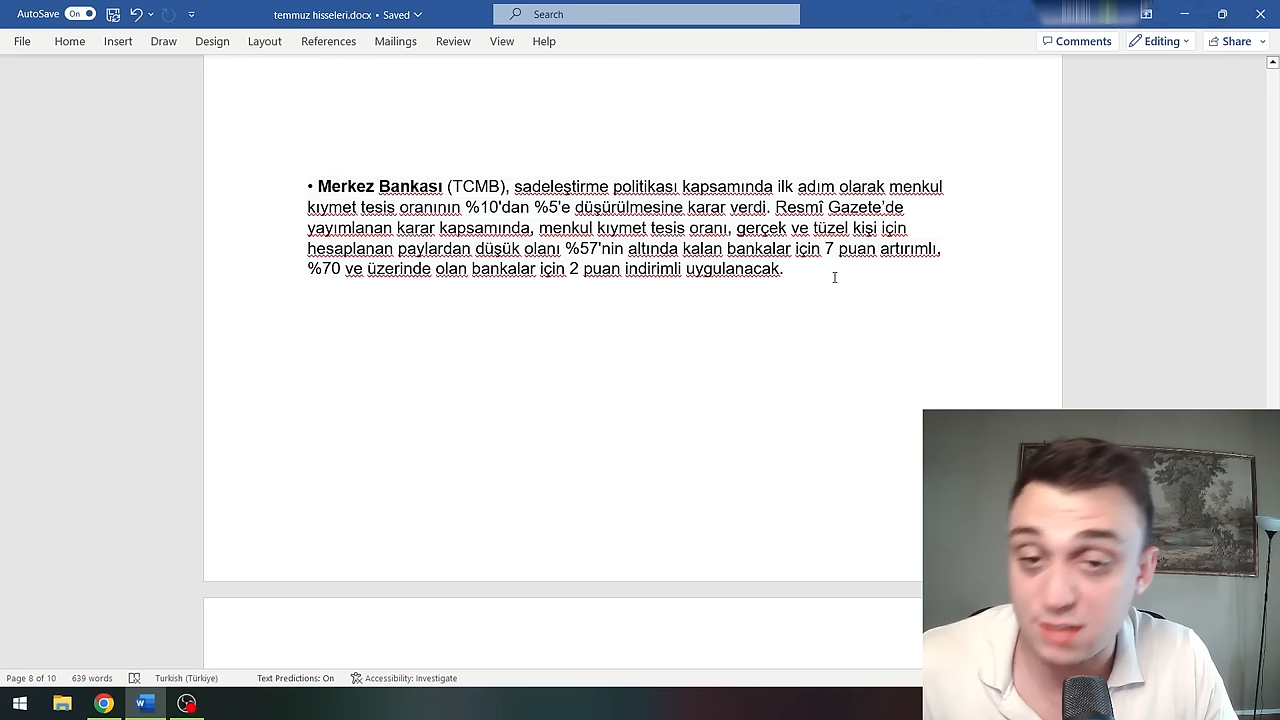 AutoSave On temmuz hisseleri.docx • Saved Search
File Home Insert Draw Design Layout References Mailings Review View Help Comments Editing Share
• Merkez Bankası (TCMB), sadeleştirme politikası kapsamında ilk adım olarak menkul
kıymet tesis oranının %10'dan %5'e düşürülmesine karar verdi. Resmî Gazete’de
yayımlanan karar kapsamında, menkul kıymet tesis oranı, gerçek ve tüzel kişi için
hesaplanan paylardan düşük olanı %57'nin altında kalan bankalar için 7 puan artırımlı,
%70 ve üzerinde olan bankalar için 2 puan indirimli uygulanacak.
Page 8 of 10 639 words Turkish (Türkiye) Text Predictions: On Accessibility: Investigate